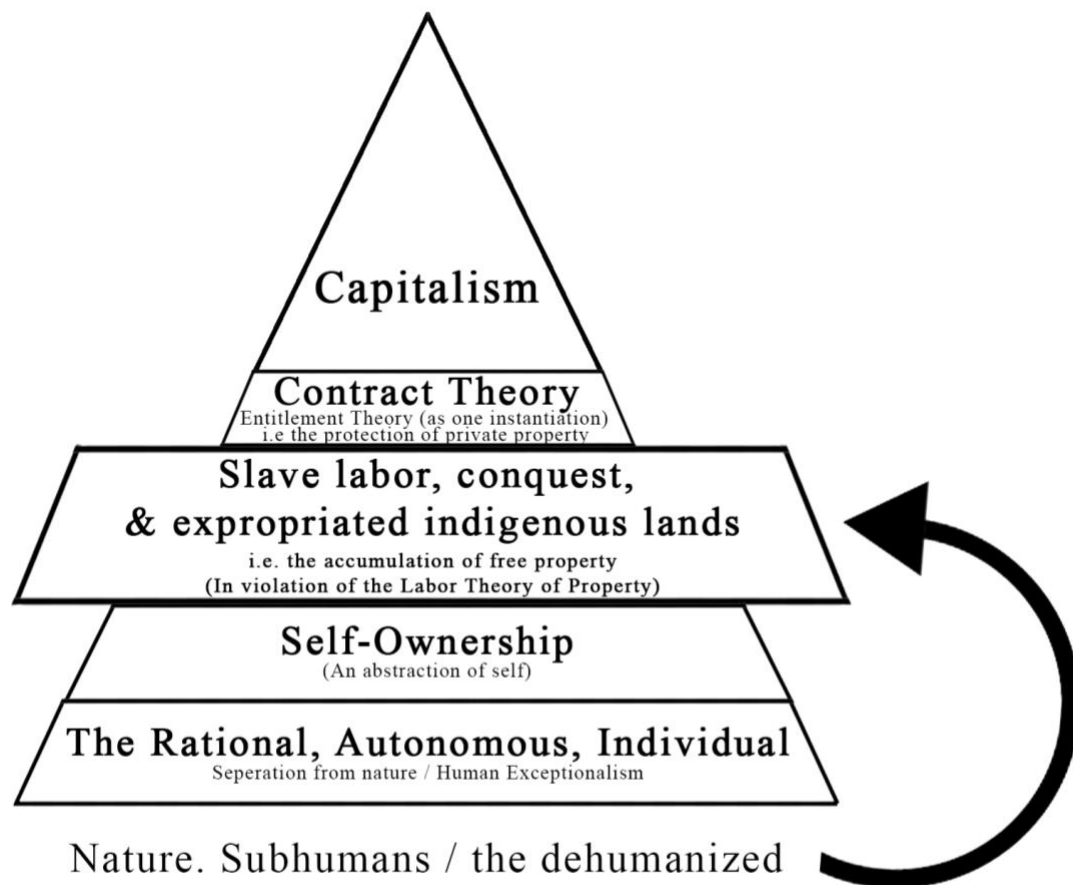 Capitalism
Contract Theory
Entitlement Theory (as one instantiation)
i.e the protection of private property
Slave labor, conquest,
& expropriated indigenous lands
i.e. the accumulation of free property
(In violation of the Labor Theory of Property)
Self-Ownership
(An abstraction of self)
The Rational, Autonomous, Individual
Seperation from nature / Human Exceptionalism
Nature. Subhumans / the dehumanized